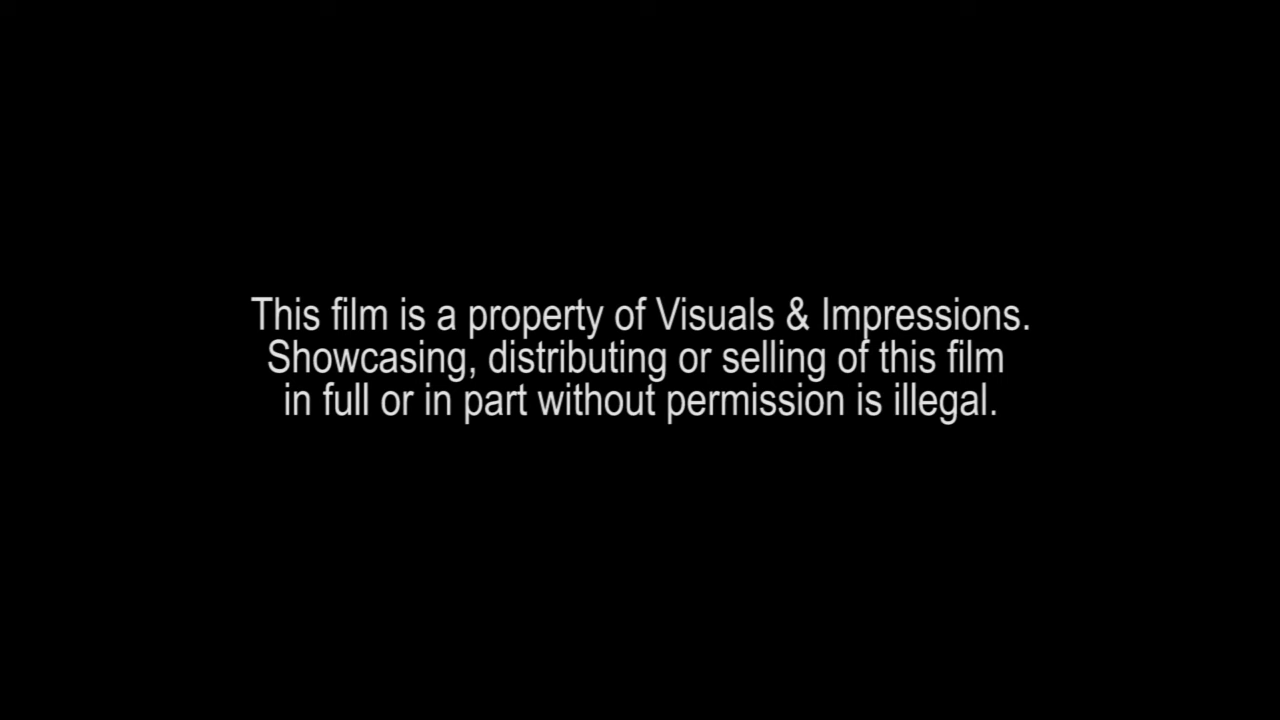 This film is a property of Visuals & Impressions.
Showcasing, distributing or selling of this film
in full or in part without permission is illegal.